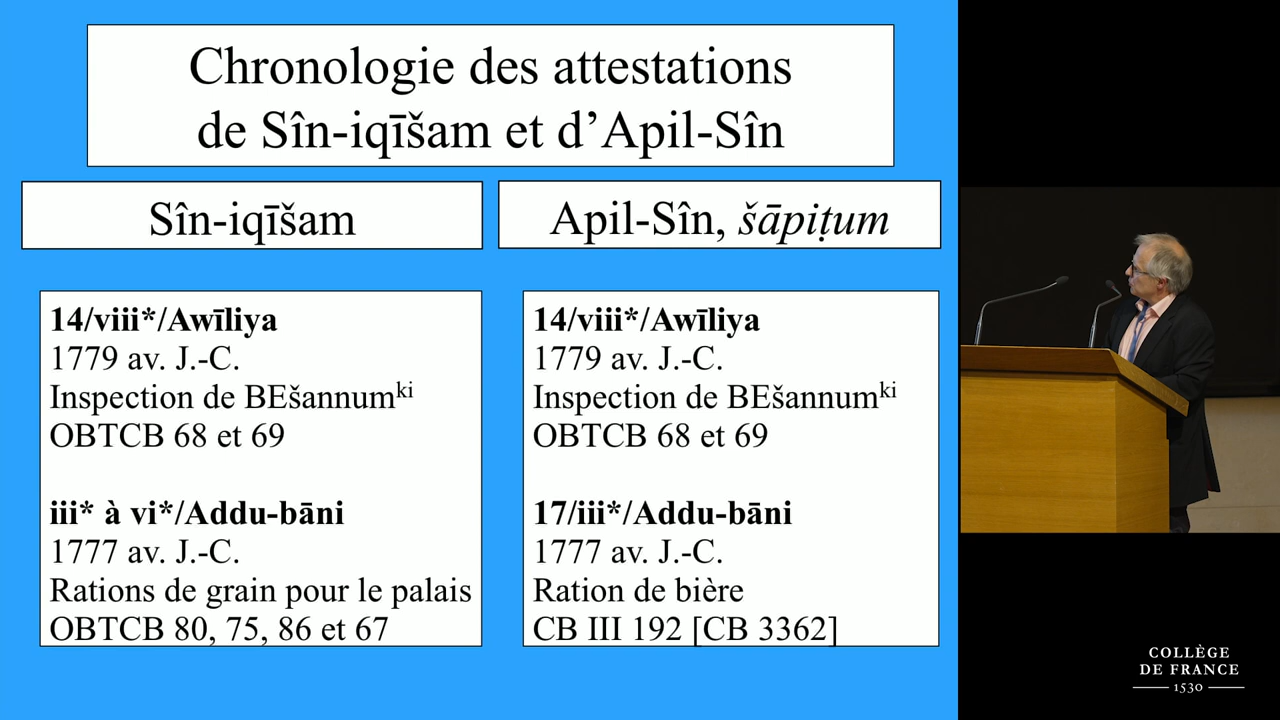 Chronologie des attestations
de Sîn-iqīšam et d’Apil-Sîn
Sîn-iqīšam
Apil-Sîn, šāpiṭum
14/viii*/Awīliya
1779 av. J.-C.
Inspection de BEšannumᵏⁱ
OBTCB 68 et 69
iii* à vi*/Addu-bāni
1777 av. J.-C.
Rations de grain pour le palais
OBTCB 80, 75, 86 et 67
14/viii*/Awīliya
1779 av. J.-C.
Inspection de BEšannumᵏⁱ
OBTCB 68 et 69
17/iii*/Addu-bāni
1777 av. J.-C.
Ration de bière
CB III 192 [CB 3362]
COLLÈGE
DE FRANCE
1530